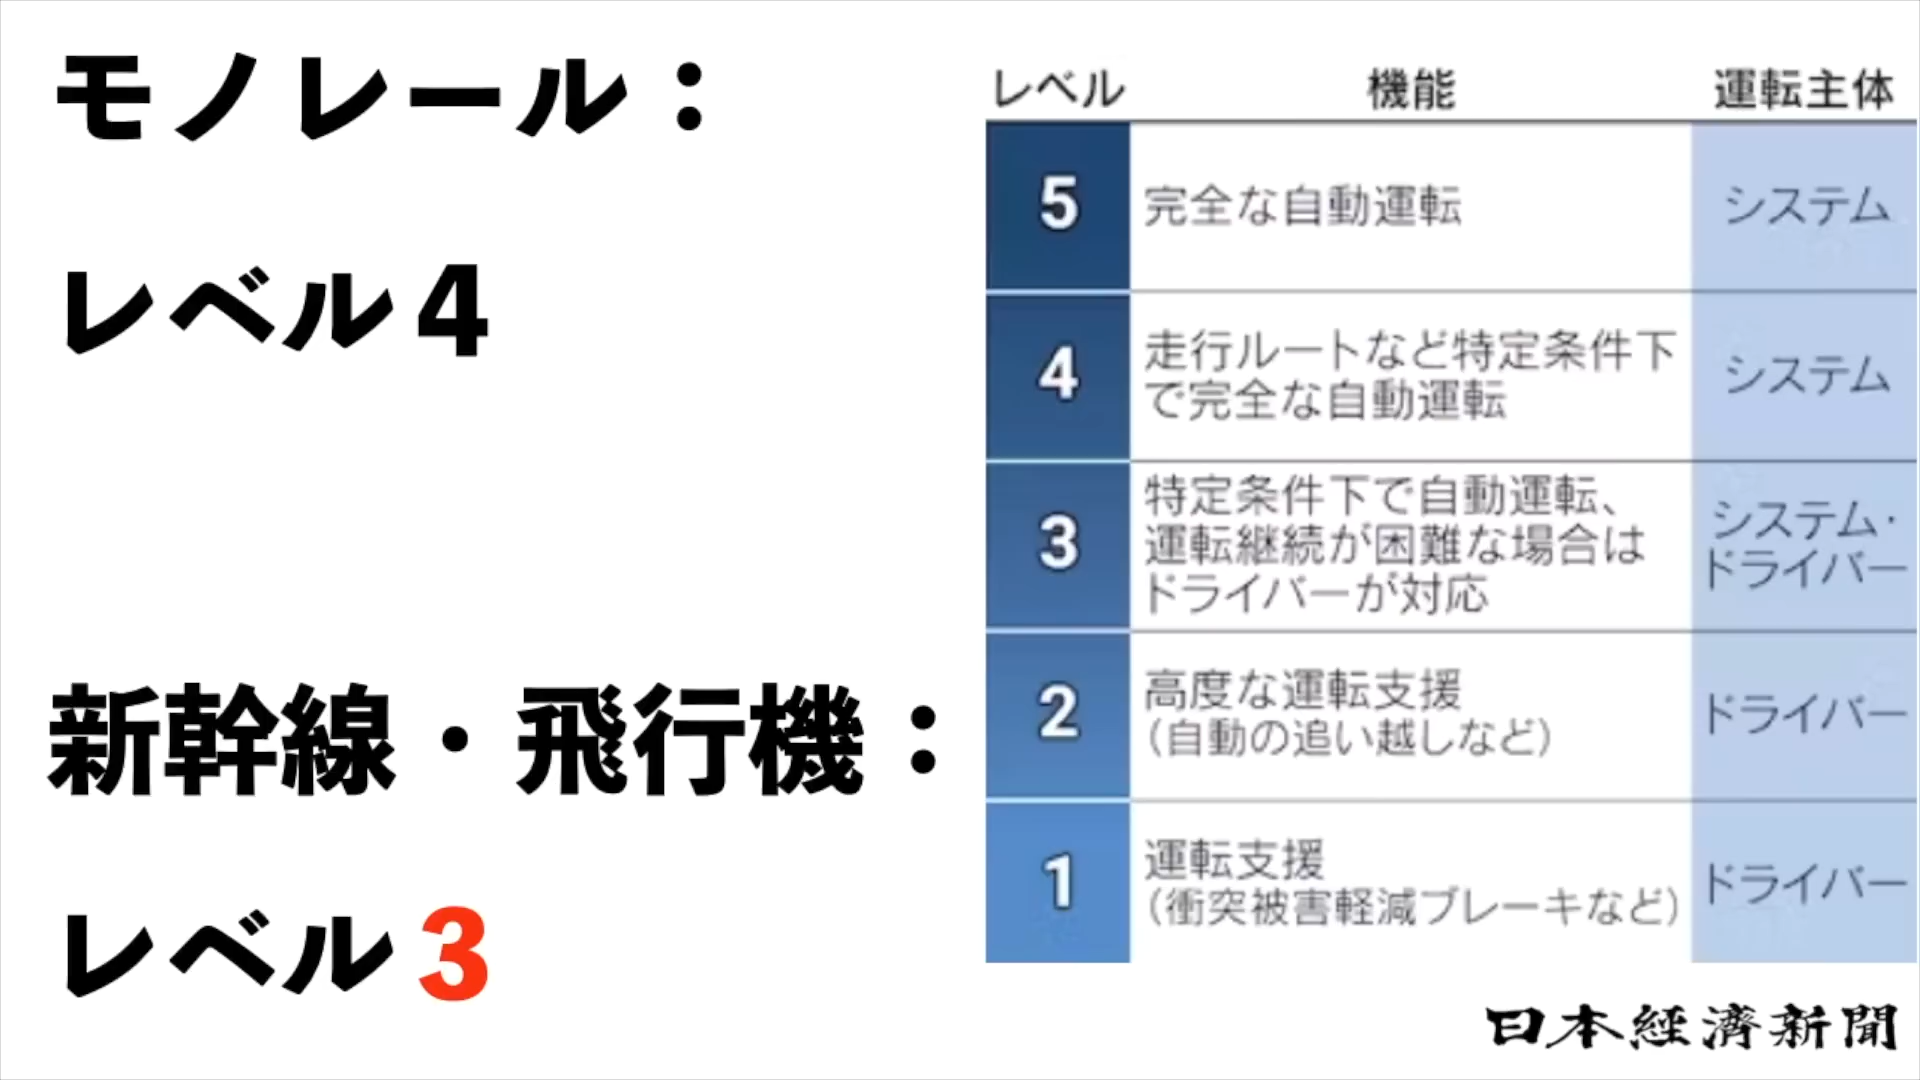 モノレール：
レベル4
新幹線・飛行機：
レベル3
レベル 機能 運転主体
5 完全な自動運転 システム
4 走行ルートなど特定条件下
で完全な自動運転 システム
3 特定条件下で自動運転、
運転継続が困難な場合は
ドライバーが対応 システム・
ドライバー
2 高度な運転支援
（自動の追い越しなど） ドライバー
1 運転支援
（衝突被害軽減ブレーキなど） ドライバー
日本経済新聞